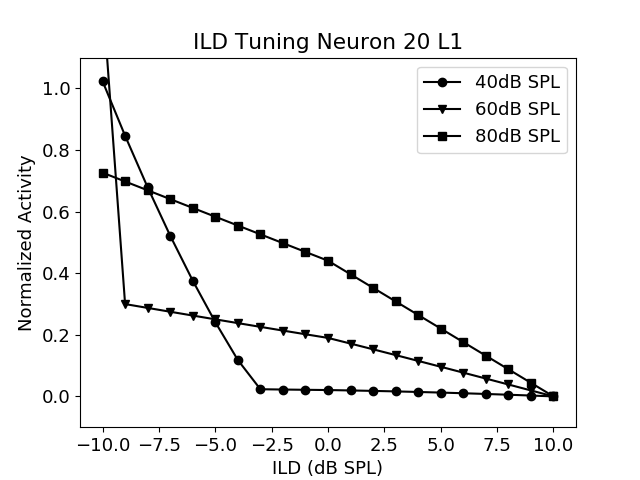 ILD Tuning Neuron 20 L1
40dB SPL
60dB SPL
80dB SPL
Normalized Activity
1.0
0.8
0.6
0.4
0.2
0.0
−10.0 −7.5 −5.0 −2.5 0.0 2.5 5.0 7.5 10.0
ILD (dB SPL)